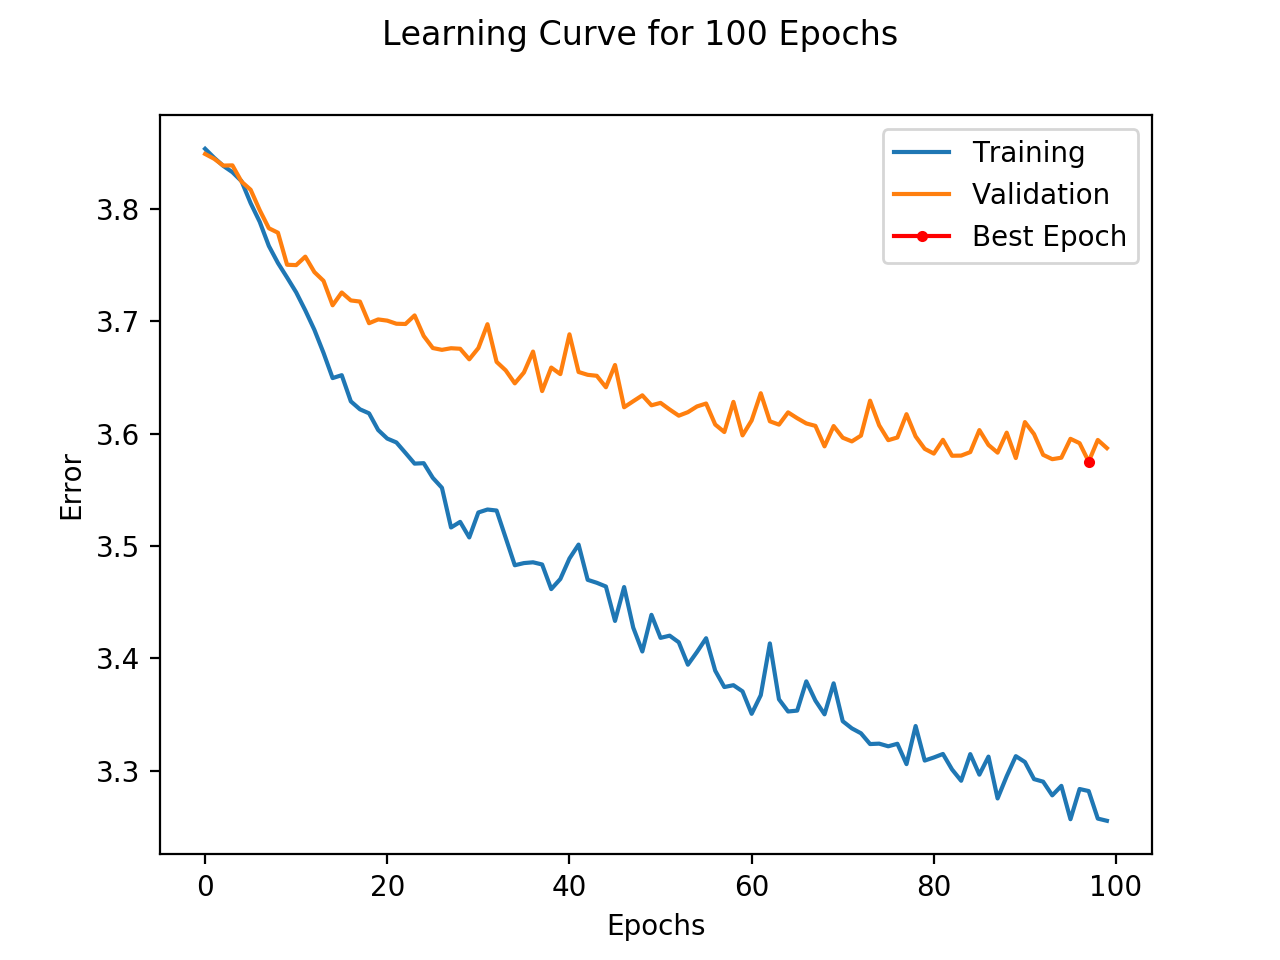 Learning Curve for 100 Epochs
Training
Validation
Best Epoch
3.8
3.7
3.6
3.5
3.4
3.3
Error
0 20 40 60 80 100
Epochs